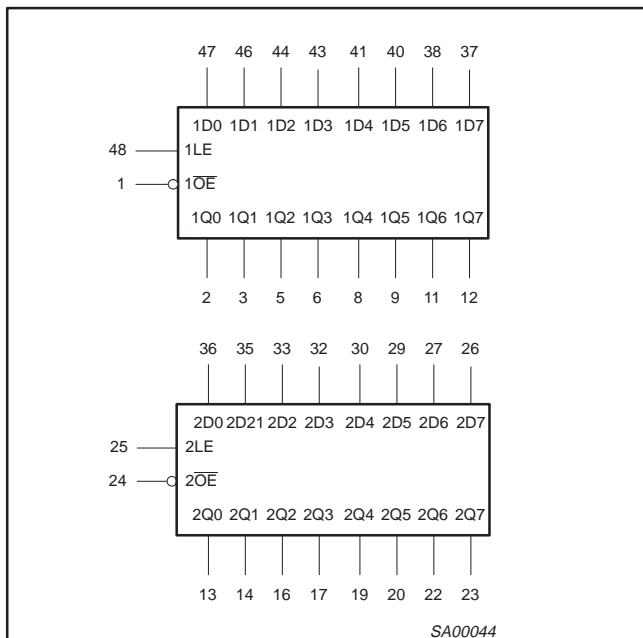 47 46 44 43 41 40 38 37
1D0 1D1 1D2 1D3 1D4 1D5 1D6 1D7
48 1LE
1 1O̅E̅
1Q0 1Q1 1Q2 1Q3 1Q4 1Q5 1Q6 1Q7
2 3 5 6 8 9 11 12
36 35 33 32 30 29 27 26
2D0 2D21 2D2 2D3 2D4 2D5 2D6 2D7
25 2LE
24 2O̅E̅
2Q0 2Q1 2Q2 2Q3 2Q4 2Q5 2Q6 2Q7
13 14 16 17 19 20 22 23
SA00044